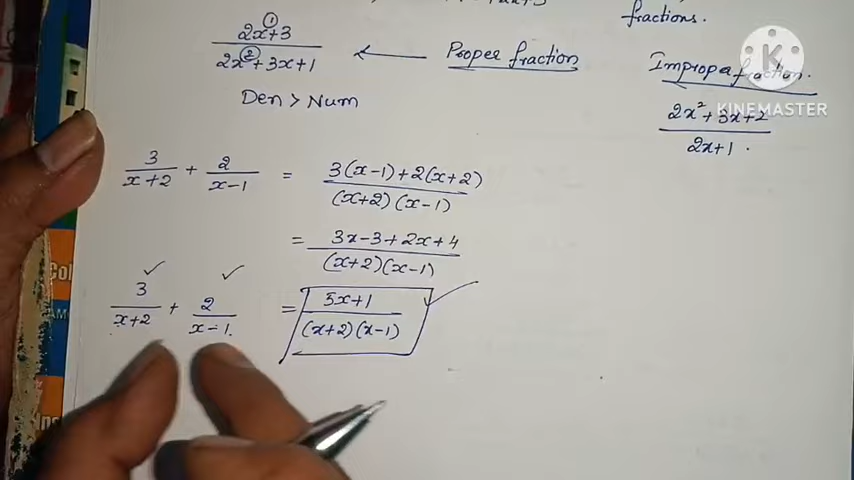 fractions.
2x+3 / 2x²+3x+1 ← Proper fraction
① ②
Improper fraction.
2x²+3x+2 / 2x+1.
Den > Num
3/(x+2) + 2/(x-1) = (3(x-1)+2(x+2)) / ((x+2)(x-1))
= (3x-3+2x+4) / ((x+2)(x-1))
3/(x+2) + 2/(x-1) = (5x+1) / ((x+2)(x-1))
KINEMASTER